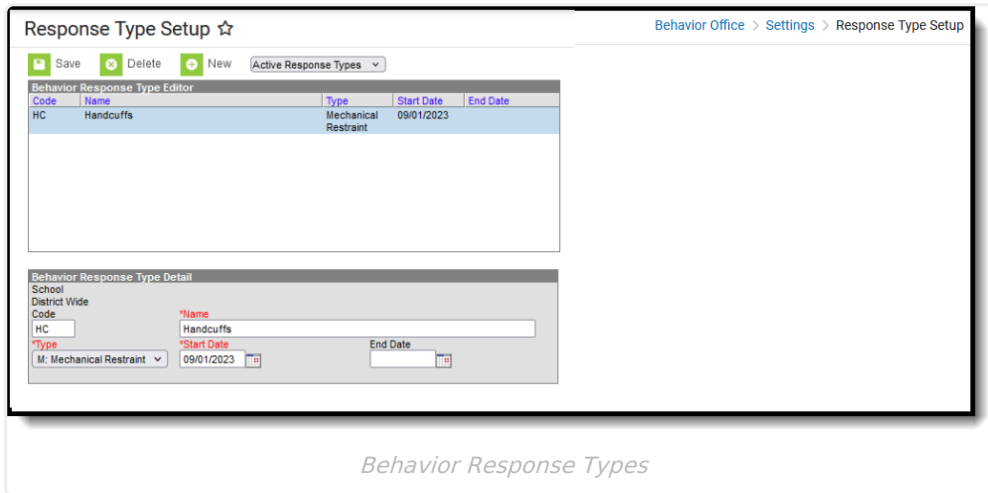 Response Type Setup
Behavior Office > Settings > Response Type Setup
Save Delete New Active Response Types
Behavior Response Type Editor
Code Name Type Start Date End Date
HC Handcuffs Mechanical 09/01/2023
Restraint
Behavior Response Type Detail
School
District Wide
Code *Name
HC Handcuffs
*Type *Start Date End Date
M: Mechanical Restraint 09/01/2023
Behavior Response Types